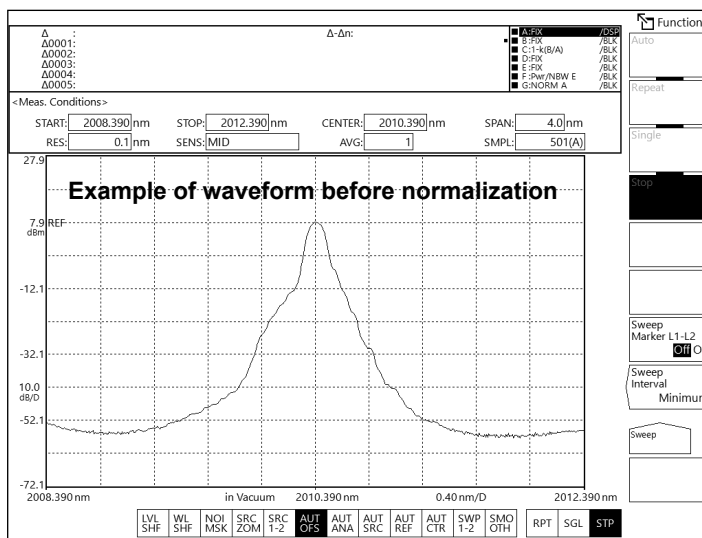 Function
Δ :
Δ0001:
Δ0002:
Δ0003:
Δ0004:
Δ0005:
Δ-Δn:
A:FIX /DSP
B:FIX /BLK
C:1-k(B/A) /BLK
D:FIX /BLK
E:FIX /BLK
F:Pwr/NBW E /BLK
G:NORM A /BLK
<Meas. Conditions>
START: 2008.390 nm STOP: 2012.390 nm CENTER: 2010.390 nm SPAN: 4.0 nm
RES: 0.1 nm SENS: MID AVG: 1 SMPL: 501(A)
Auto
Repeat
Single
Stop
Sweep
Marker L1-L2
Off O
Sweep
Interval
Minimum
Sweep
Example of waveform before normalization
27.9
7.9 REF
dBm
-12.1
-32.1
10.0
dB/D
-52.1
-72.1
2008.390 nm in Vacuum 2010.390 nm 0.40 nm/D 2012.390 nm
LVL SHF
WL SHF
NOI MSK
SRC ZOM
SRC 1-2
AUT OFS
AUT ANA
AUT SRC
AUT REF
AUT CTR
SWP 1-2
SMO OTH
RPT
SGL
STP